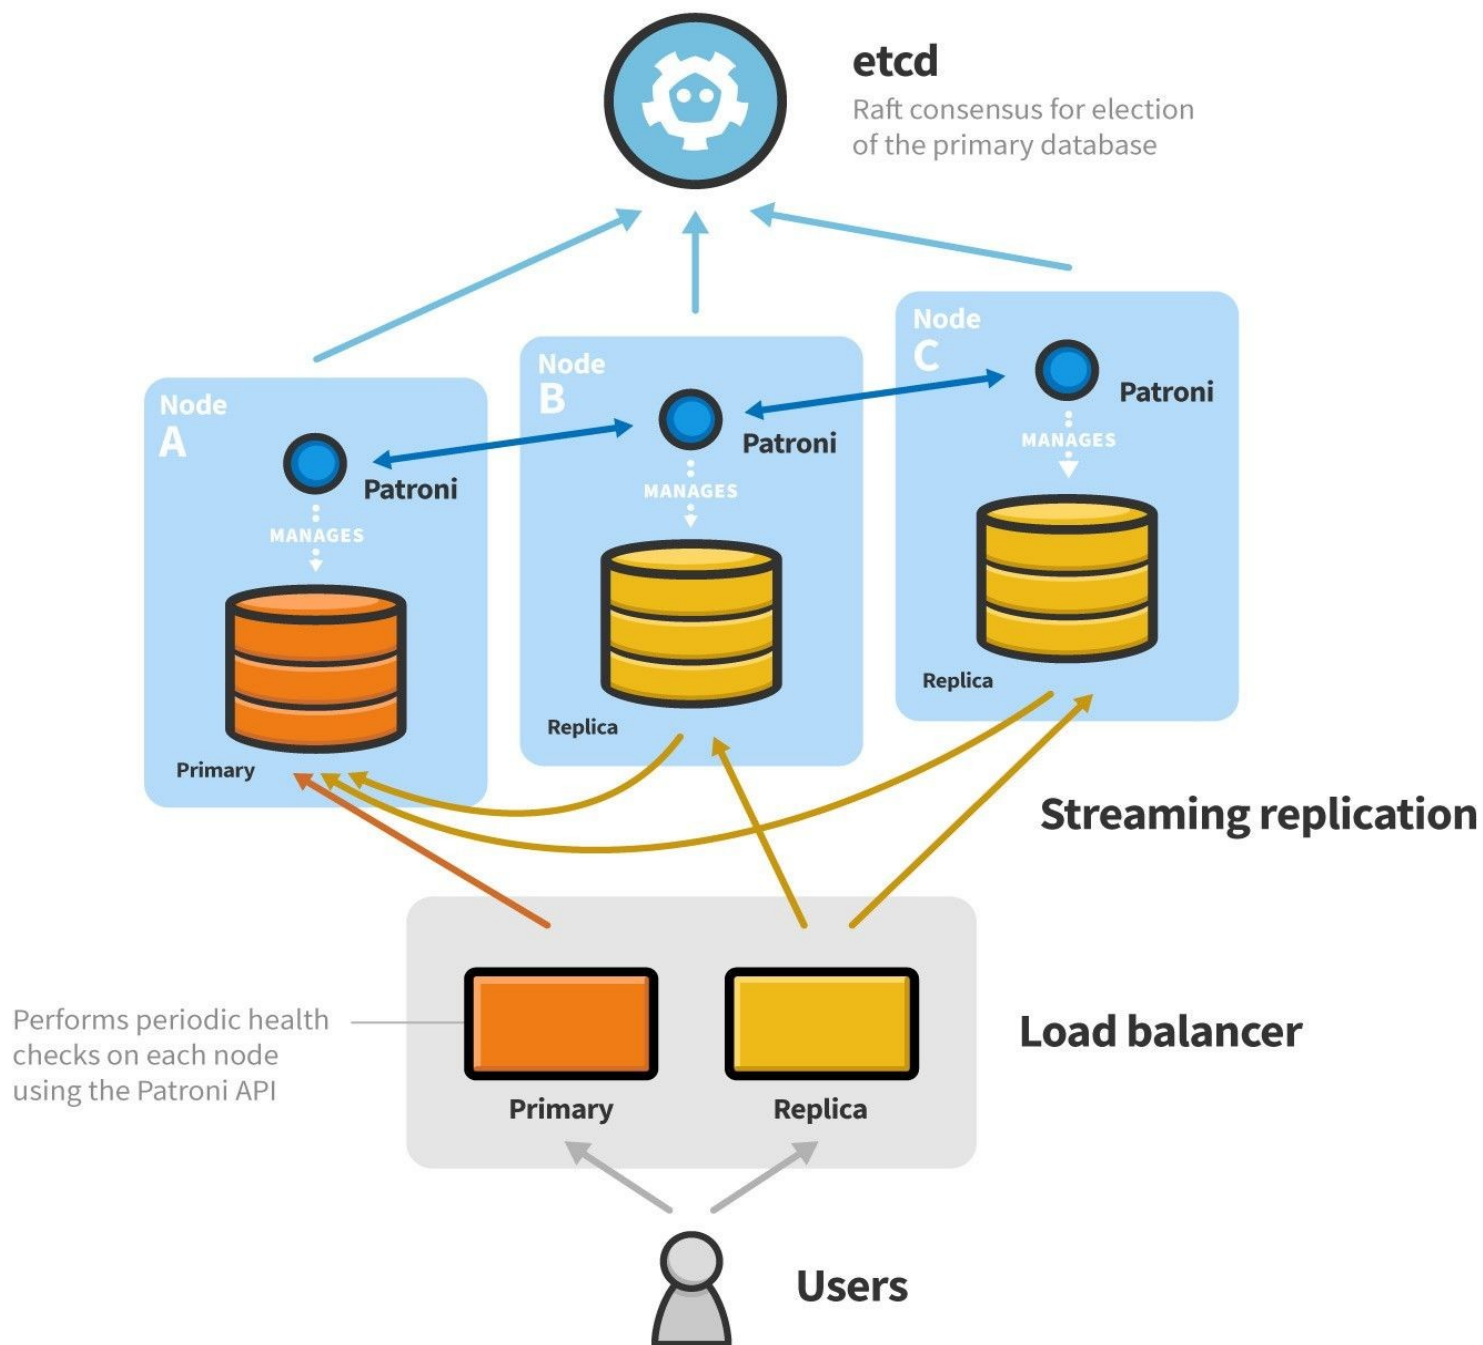 etcd
Raft consensus for election
of the primary database
Node
A
Patroni
MANAGES
Primary
Node
B
Patroni
MANAGES
Replica
Node
C
Patroni
MANAGES
Replica
Streaming replication
Performs periodic health
checks on each node
using the Patroni API
Primary
Replica
Load balancer
Users